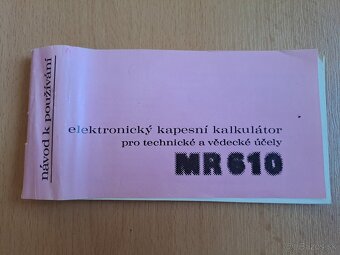 návod k používání
elektronický kapesní kalkulátor
pro technické a vědecké účely
MR 610